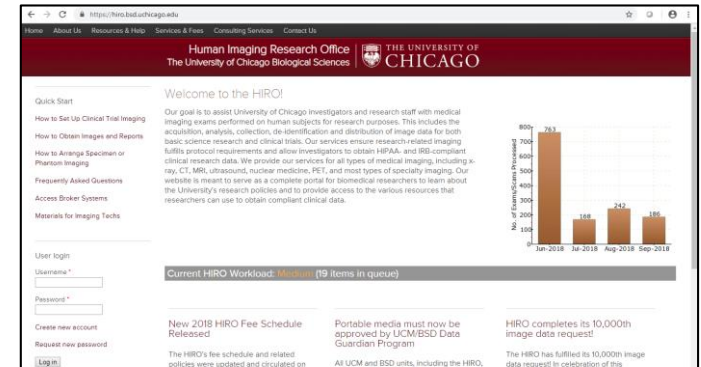 https://hiro.bsd.uchicago.edu
Home About Us Resources & Help Services & Fees Consulting Services Contact Us
Human Imaging Research Office
The University of Chicago Biological Sciences
THE UNIVERSITY OF
CHICAGO
Quick Start
How to Set Up Clinical Trial Imaging
How to Obtain Images and Reports
How to Arrange Specimen or
Phantom Imaging
Frequently Asked Questions
Access Broker Systems
Materials for Imaging Techs
User login
Username *
Password *
Create new account
Request new password
Log in
Welcome to the HIRO!
Our goal is to assist University of Chicago investigators and research staff with medical
imaging exams performed on human subjects for research purposes. This includes the
acquisition, analysis, collection, de-identification and distribution of image data for both
basic science research and clinical trials. Our services ensure research-related imaging
fulfills protocol requirements and allow investigators to obtain HIPAA- and IRB-compliant
clinical research data. We provide our services for all types of medical imaging, including x-
ray, CT, MRI, ultrasound, nuclear medicine, PET, and most types of specialty imaging. Our
website is meant to serve as a complete portal for biomedical researchers to learn about
the University's research policies and to provide access to the various resources that
researchers can use to obtain compliant clinical data.
No. of Exams/Scans Processed
800
700
600
500
400
300
200
100
0
763
168
242
186
Jun-2018 Jul-2018 Aug-2018 Sep-2018
Current HIRO Workload: Medium (19 items in queue)
New 2018 HIRO Fee Schedule
Released
The HIRO's fee schedule and related
policies were updated and circulated on
Portable media must now be
approved by UCM/BSD Data
Guardian Program
All UCM and BSD units, including the HIRO,
HIRO completes its 10,000th
image data request!
The HIRO has fulfilled its 10,000th image
data request! In celebration of this